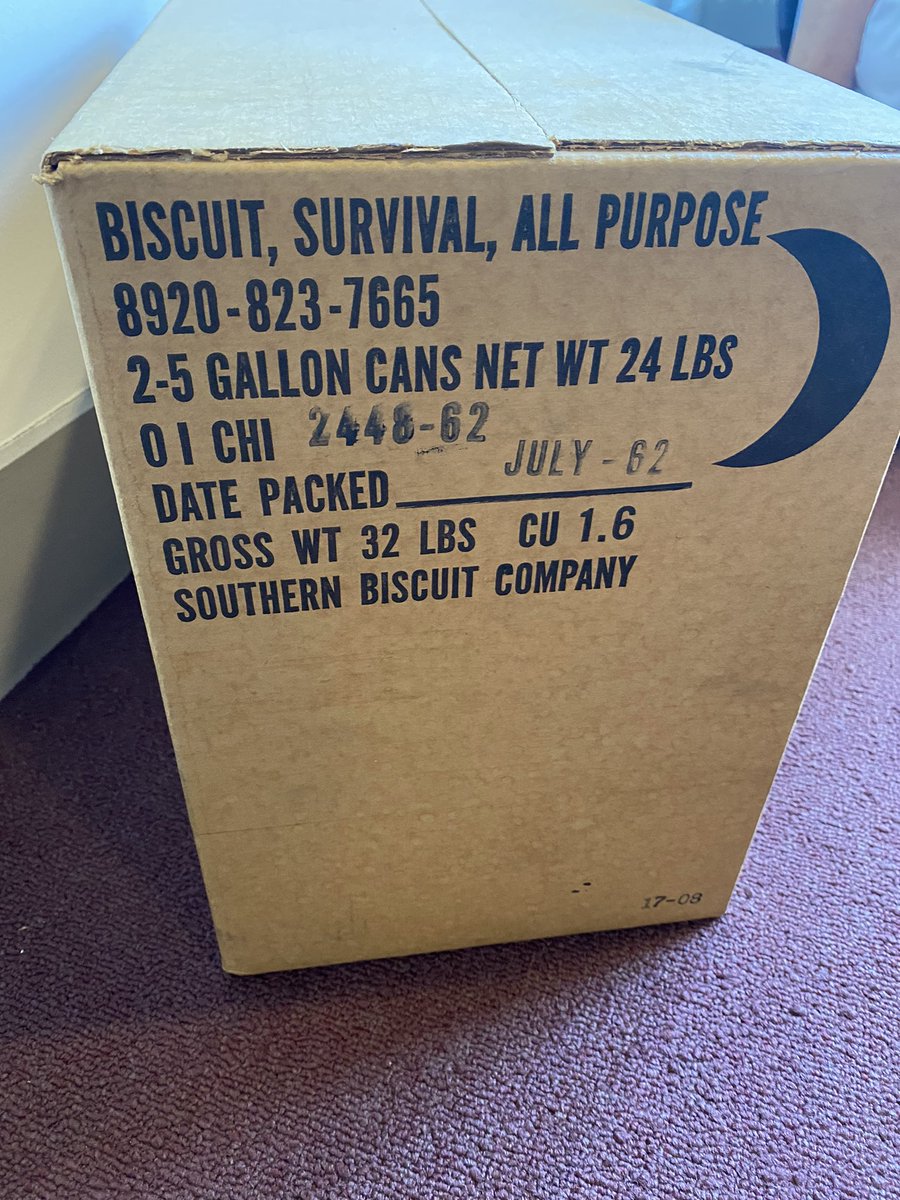 BISCUIT, SURVIVAL, ALL PURPOSE
8920-823-7665
2-5 GALLON CANS NET WT 24 LBS
O I CHI 2448-62
DATE PACKED JULY-62
GROSS WT 32 LBS CU 1.6
SOUTHERN BISCUIT COMPANY
17-08